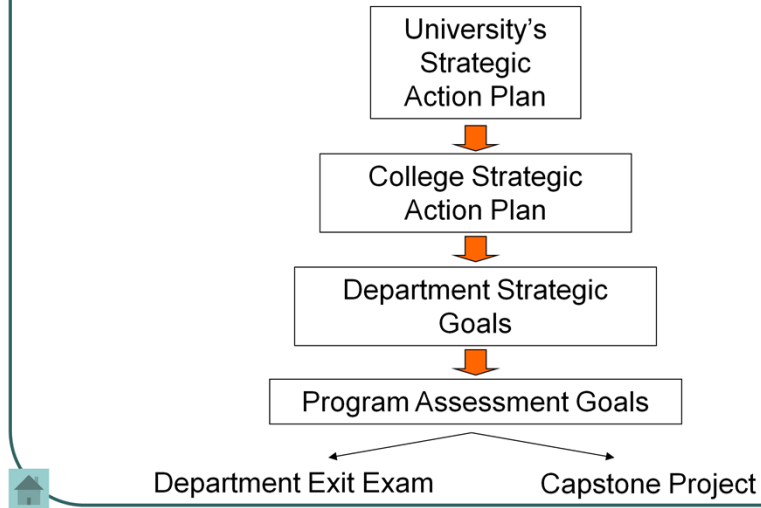 University's
Strategic
Action Plan
College Strategic
Action Plan
Department Strategic
Goals
Program Assessment Goals
Department Exit Exam
Capstone Project